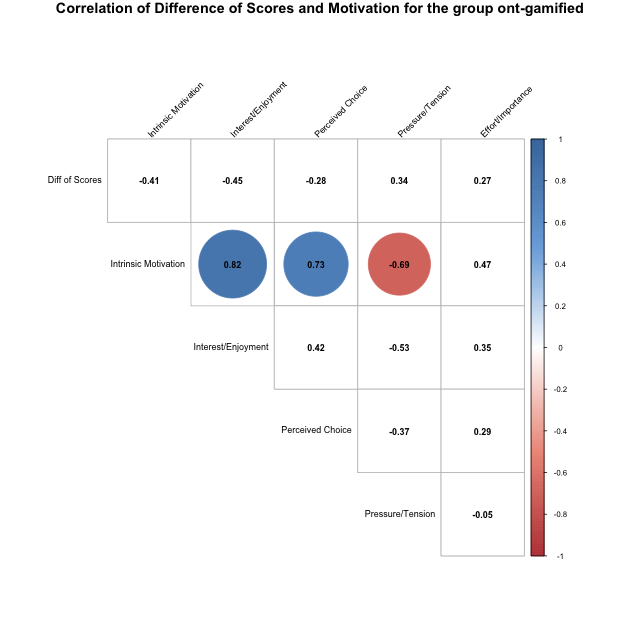 Correlation of Difference of Scores and Motivation for the group ont-gamified
Intrinsic Motivation
Interest/Enjoyment
Perceived Choice
Pressure/Tension
Effort/Importance
Diff of Scores -0.41 -0.45 -0.28 0.34 0.27
Intrinsic Motivation 0.82 0.73 -0.69 0.47
Interest/Enjoyment 0.42 -0.53 0.35
Perceived Choice -0.37 0.29
Pressure/Tension -0.05
1
0.8
0.6
0.4
0.2
0
-0.2
-0.4
-0.6
-0.8
-1